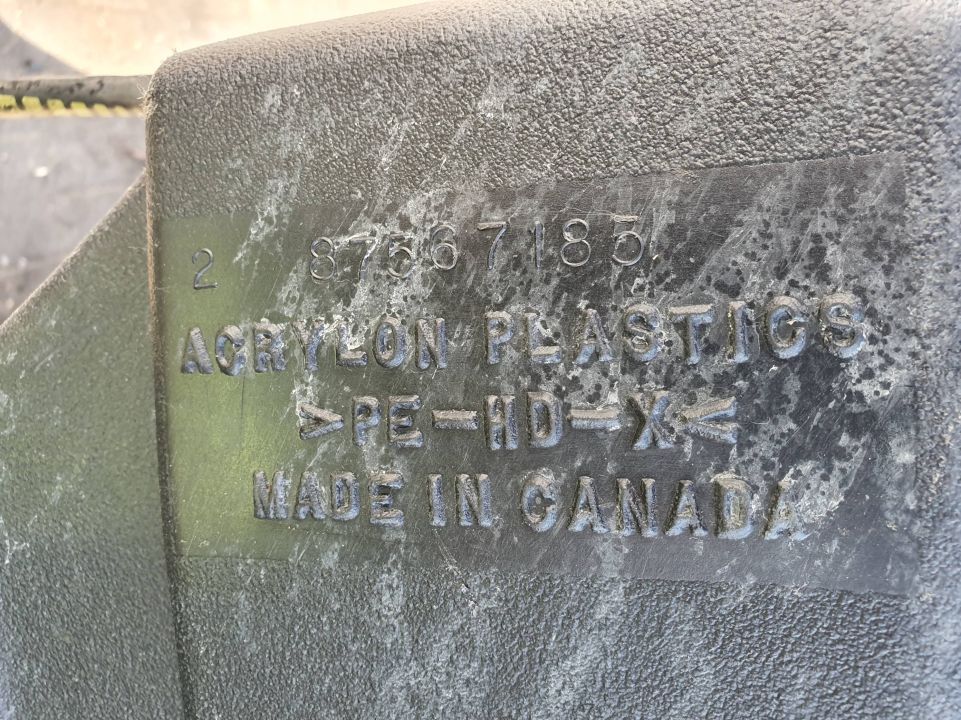 2 87567185
ACRYLON PLASTICS
>PE-HD-X<
MADE IN CANADA